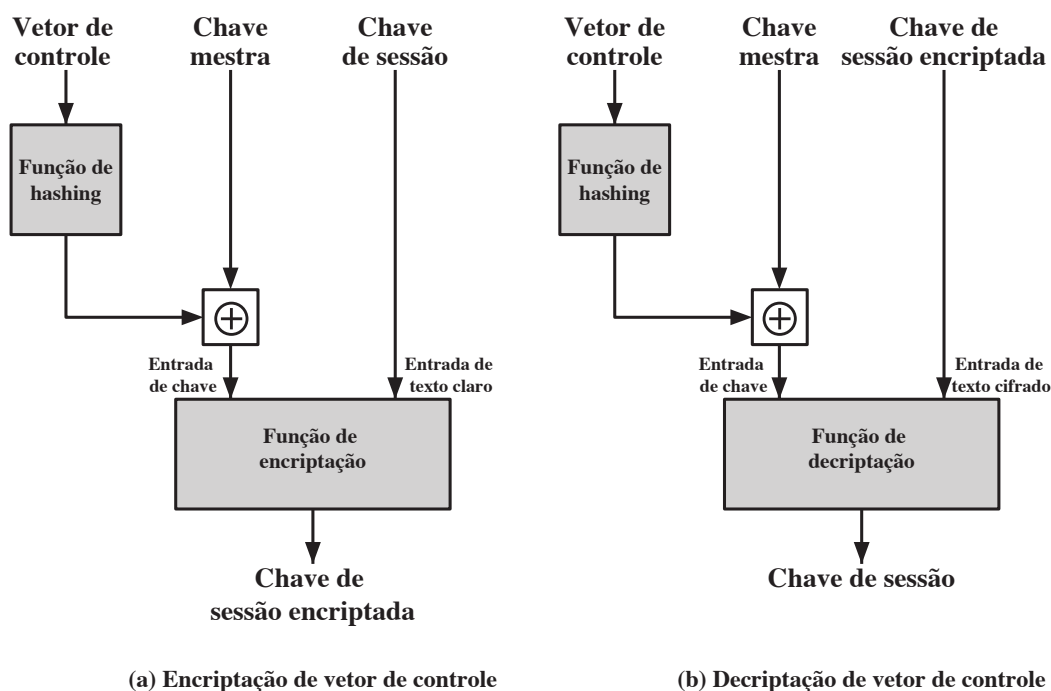 Vetor de
controle
Chave
mestra
Chave
de sessão
Função de
hashing
Entrada
de chave
Entrada de
texto claro
Função de
encriptação
Chave de
sessão encriptada
(a) Encriptação de vetor de controle
Vetor de
controle
Chave
mestra
Chave de
sessão encriptada
Função de
hashing
Entrada
de chave
Entrada de
texto cifrado
Função de
decriptação
Chave de sessão
(b) Decriptação de vetor de controle